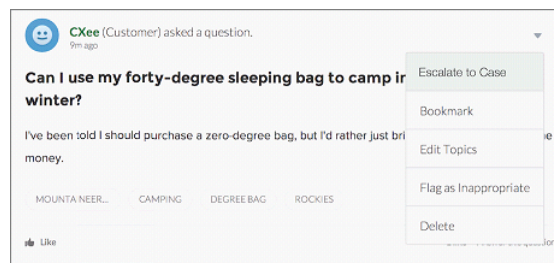 CXee (Customer) asked a question.
9m ago
Can I use my forty-degree sleeping bag to camp in
winter?
I've been told I should purchase a zero-degree bag, but I'd rather just bri
money.
MOUNTA NEER... CAMPING DEGREE BAG ROCKIES
Like
Escalate to Case
Bookmark
Edit Topics
Flag as Inappropriate
Delete